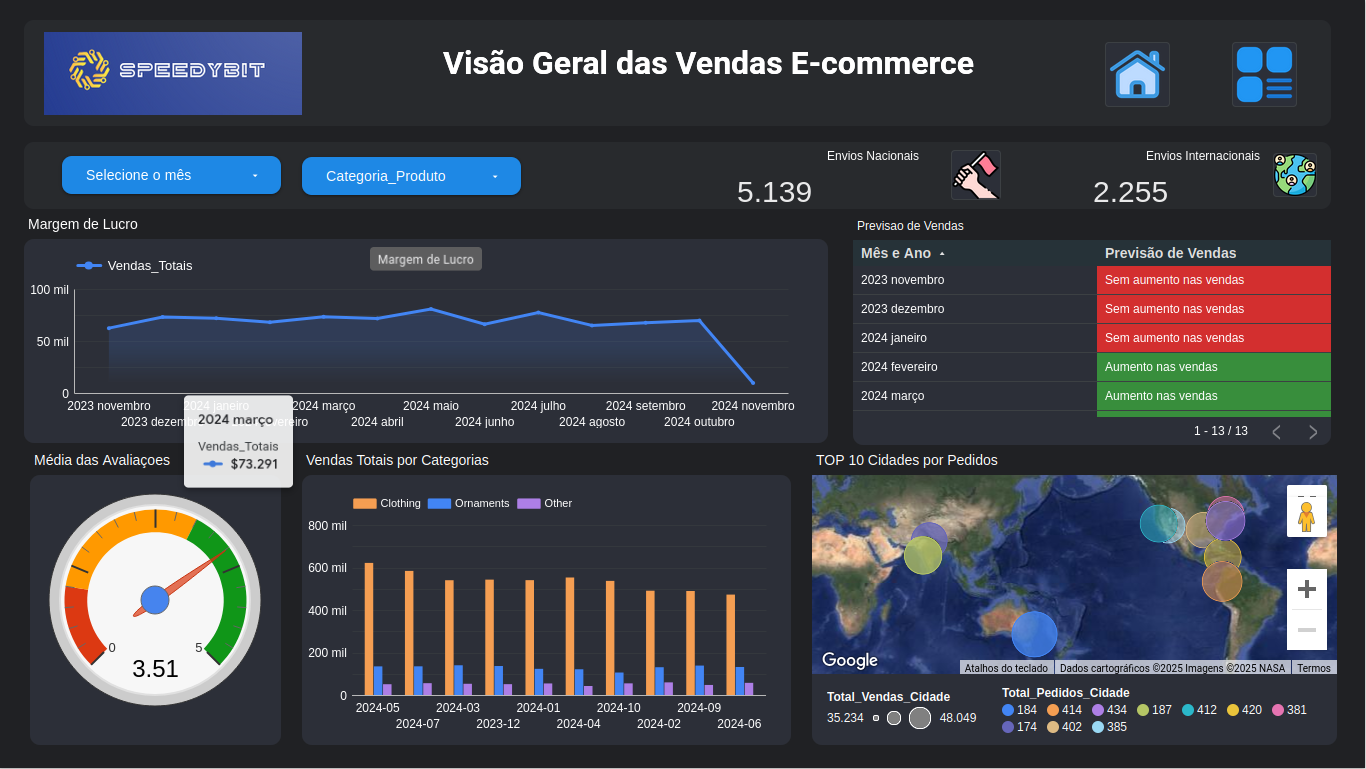 SPEEDYBIT
Visão Geral das Vendas E-commerce
Selecione o mês
Categoria_Produto
Envios Nacionais
5.139
Envios Internacionais
2.255
Margem de Lucro
Vendas_Totais
Margem de Lucro
100 mil
50 mil
0
2023 novembro
2024 janeiro
2024 março
2024 maio
2024 julho
2024 setembro
2024 novembro
2024 abril
2024 junho
2024 agosto
2024 outubro
2024 março
Vendas_Totais
$73.291
Previsao de Vendas
Mês e Ano Previsão de Vendas
2023 novembro Sem aumento nas vendas
2023 dezembro Sem aumento nas vendas
2024 janeiro Sem aumento nas vendas
2024 fevereiro Aumento nas vendas
2024 março Aumento nas vendas
1 - 13 / 13
Média das Avaliaçoes
0
5
3.51
Vendas Totais por Categorias
Clothing Ornaments Other
800 mil
600 mil
400 mil
200 mil
0
2024-05 2024-03 2024-01 2024-10 2024-09
2024-07 2023-12 2024-04 2024-02 2024-06
TOP 10 Cidades por Pedidos
Google
Atalhos do teclado Dados cartográficos ©2025 Imagens ©2025 NASA Termos
Total_Vendas_Cidade
35.234 48.049
Total_Pedidos_Cidade
184 414 434 187 412 420 381
174 402 385